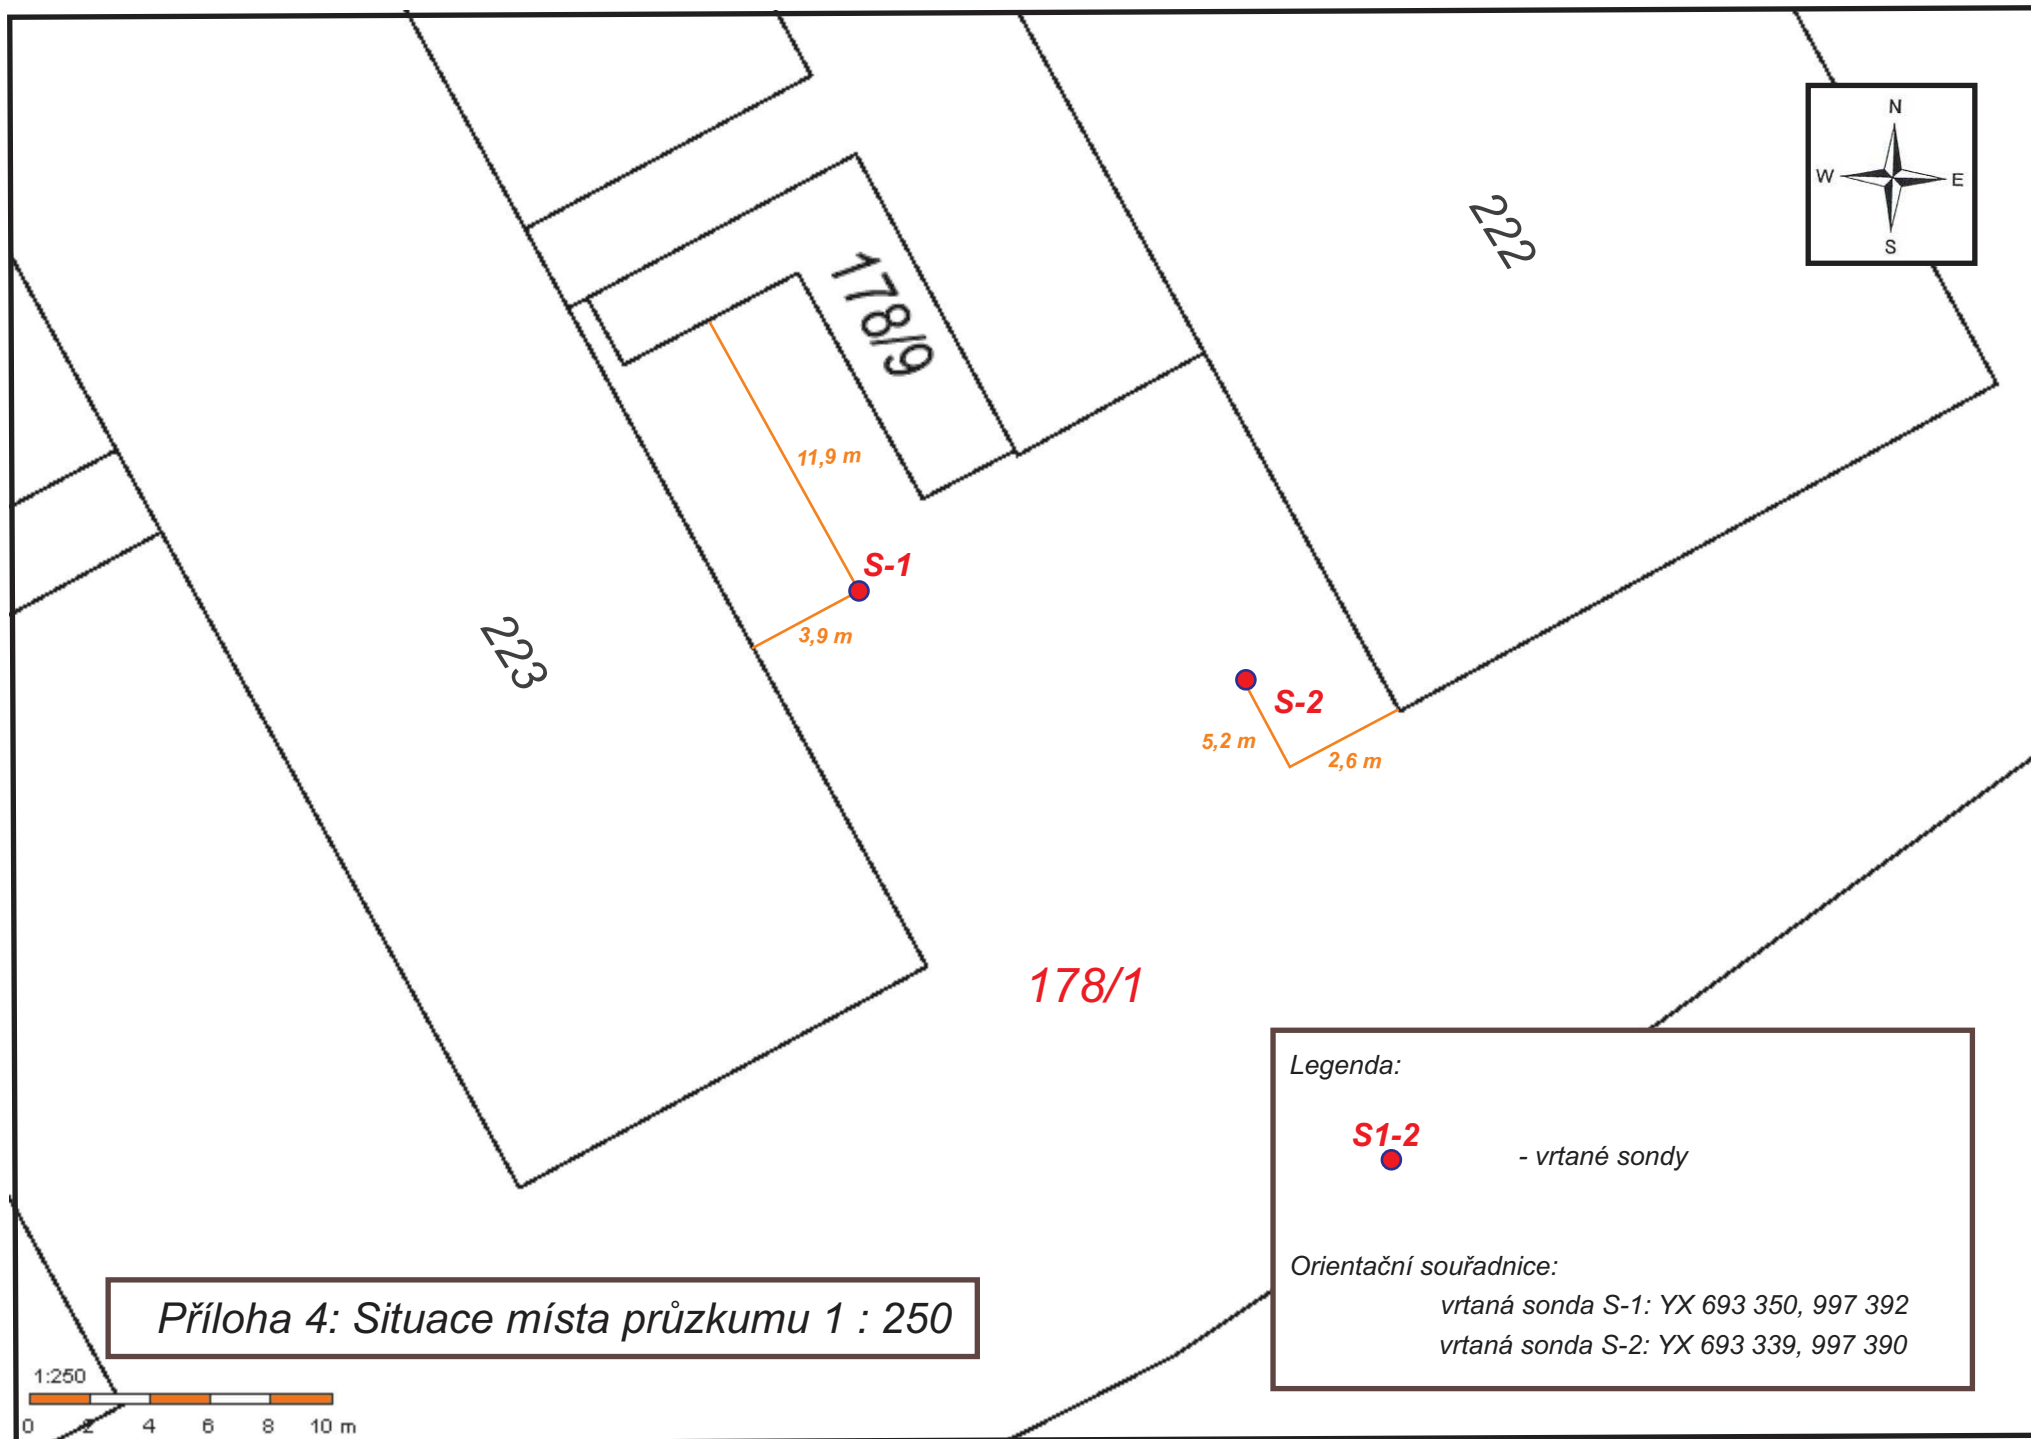 N
W E
S
222
178/9
11,9 m
S-1
3,9 m
223
S-2
5,2 m
2,6 m
178/1
Legenda:
S1-2
- vrtané sondy
Orientační souřadnice:
vrtaná sonda S-1: YX 693 350, 997 392
vrtaná sonda S-2: YX 693 339, 997 390
Příloha 4: Situace místa průzkumu 1 : 250
1:250
0 2 4 6 8 10 m